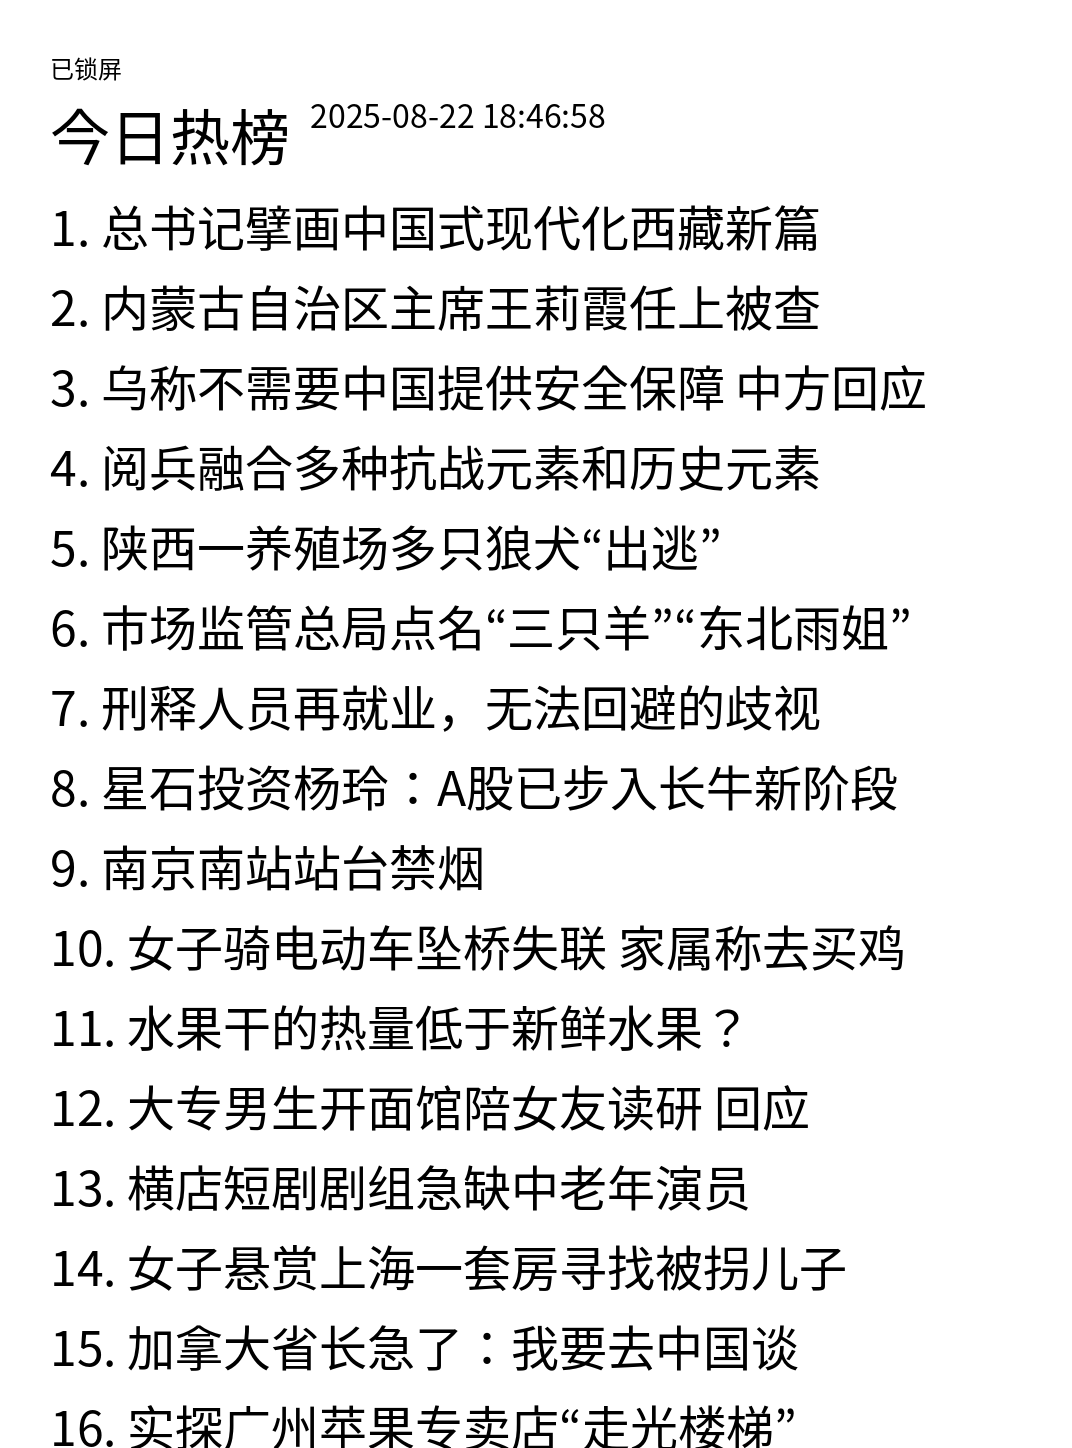 已锁屏
今日热榜 2025-08-22 18:46:58
1. 总书记擘画中国式现代化西藏新篇
2. 内蒙古自治区主席王莉霞任上被查
3. 乌称不需要中国提供安全保障 中方回应
4. 阅兵融合多种抗战元素和历史元素
5. 陕西一养殖场多只狼犬“出逃”
6. 市场监管总局点名“三只羊”“东北雨姐”
7. 刑释人员再就业，无法回避的歧视
8. 星石投资杨玲：A股已步入长牛新阶段
9. 南京南站站台禁烟
10. 女子骑电动车坠桥失联 家属称去买鸡
11. 水果干的热量低于新鲜水果？
12. 大专男生开面馆陪女友读研 回应
13. 横店短剧剧组急缺中老年演员
14. 女子悬赏上海一套房寻找被拐儿子
15. 加拿大省长急了：我要去中国谈
16. 实探广州苹果专卖店“走光楼梯”